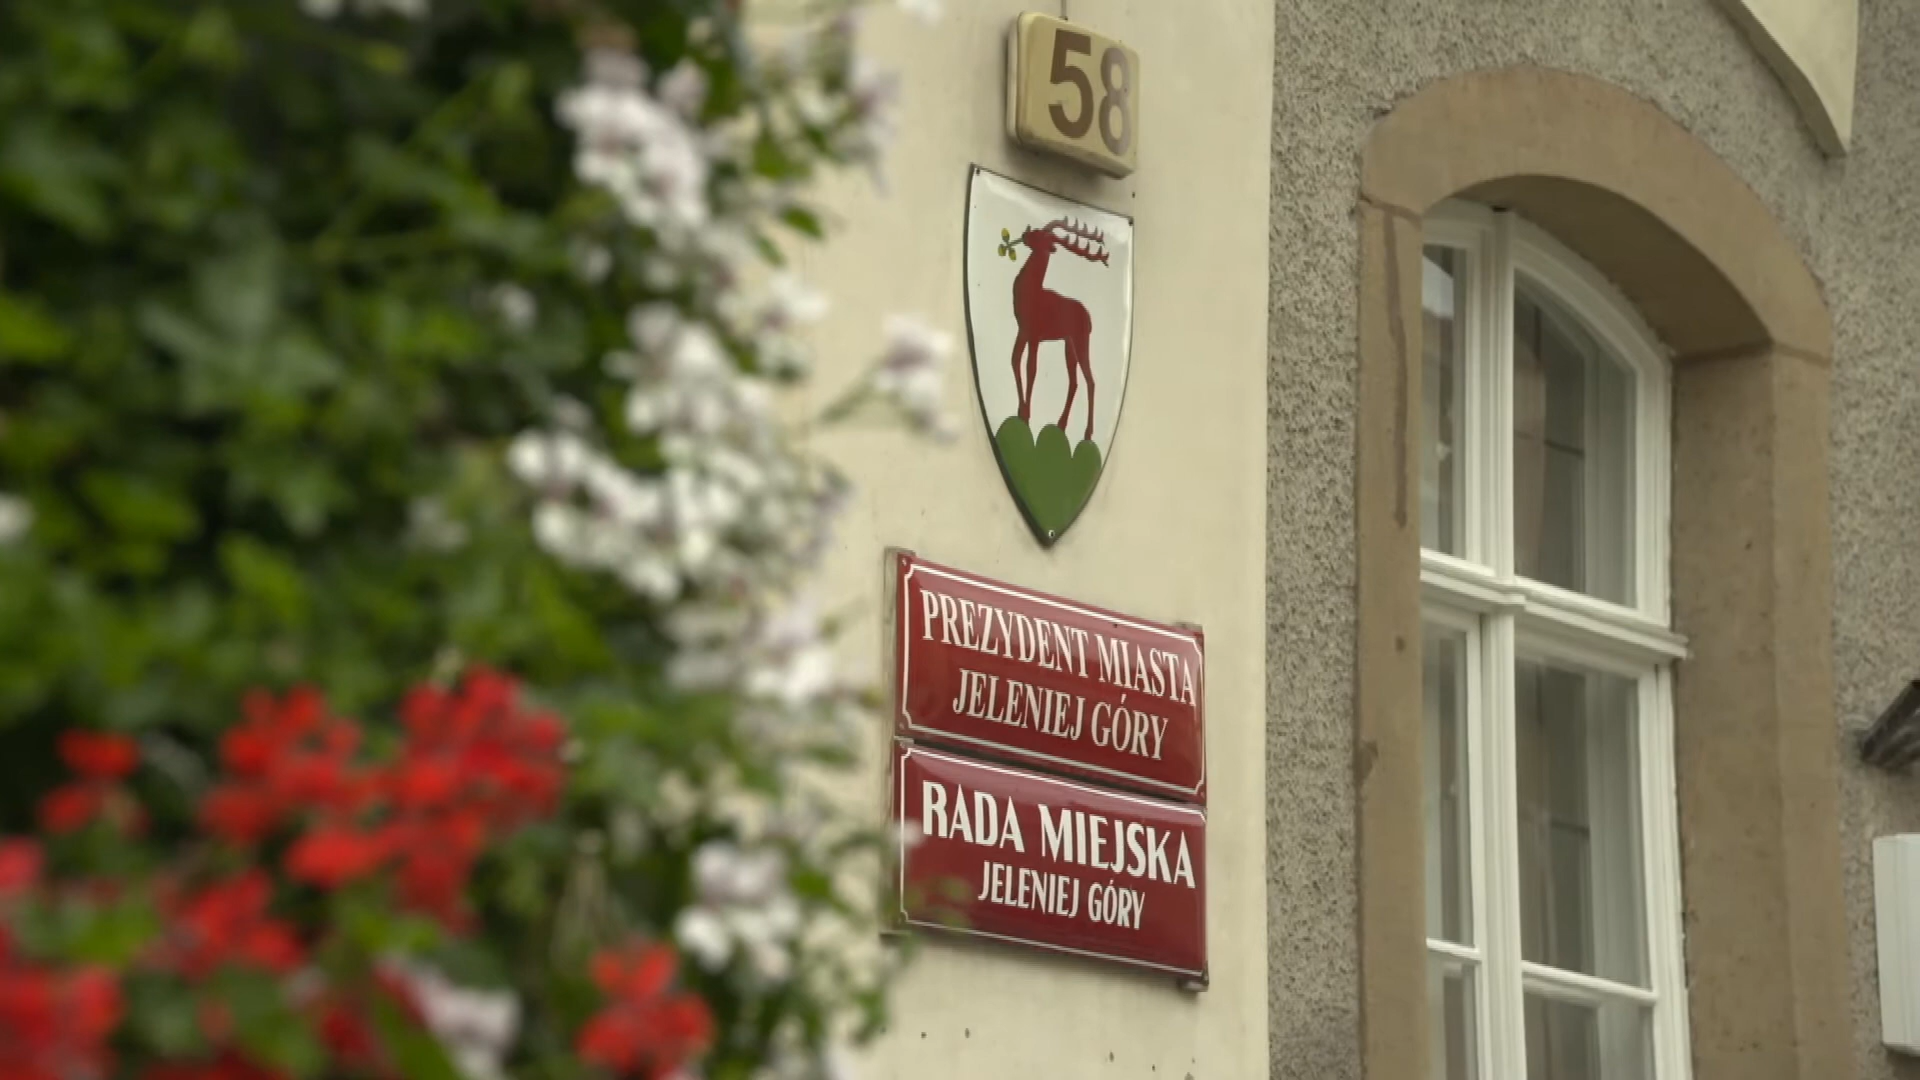 58
PREZYDENT MIASTA
JELENIEJ GÓRY
RADA MIEJSKA
JELENIEJ GÓRY